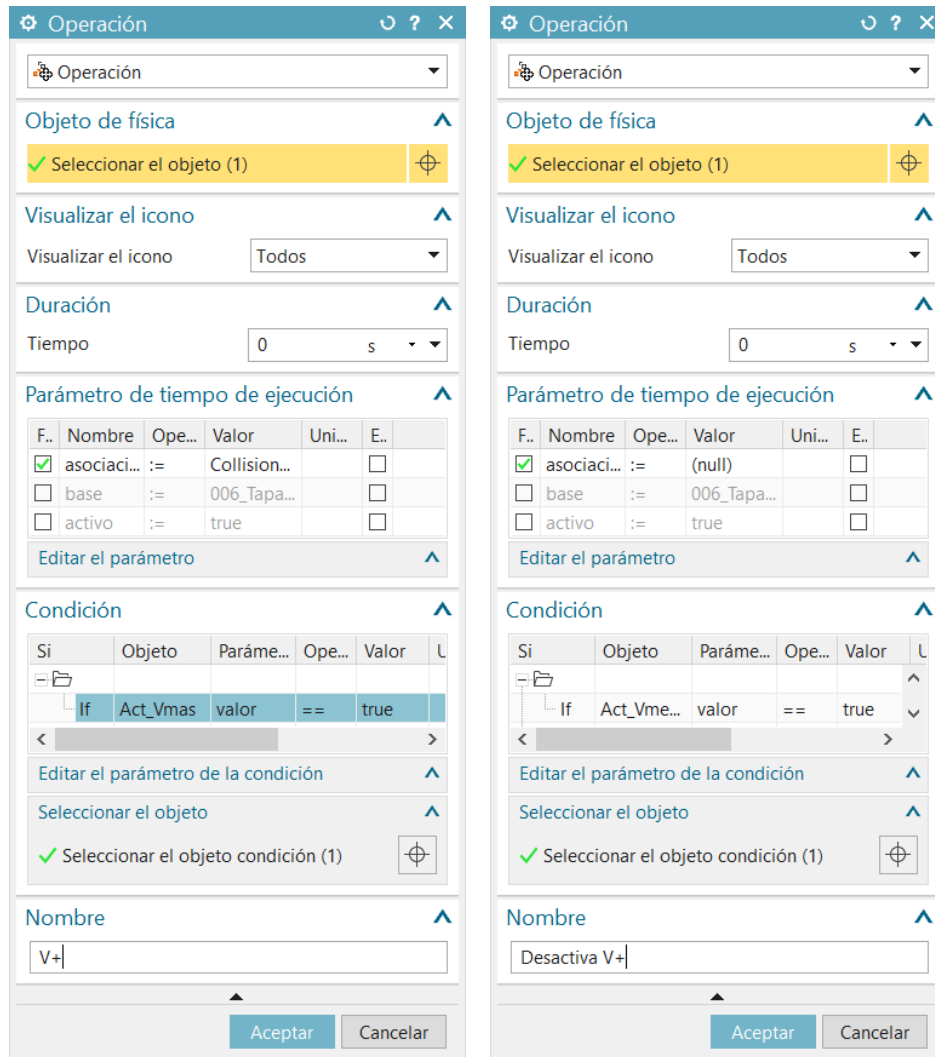 Operación ?
Operación
Objeto de física
Seleccionar el objeto (1)
Visualizar el icono
Visualizar el icono Todos
Duración
Tiempo 0 s
Parámetro de tiempo de ejecución
F.. Nombre Ope... Valor Uni... E..
asociaci... := Collision...
base := 006_Tapa...
activo := true
Editar el parámetro
Condición
Si Objeto Paráme... Ope... Valor U
If Act_Vmas valor == true
Editar el parámetro de la condición
Seleccionar el objeto
Seleccionar el objeto condición (1)
Nombre
V+
Aceptar Cancelar
Operación ?
Operación
Objeto de física
Seleccionar el objeto (1)
Visualizar el icono
Visualizar el icono Todos
Duración
Tiempo 0 s
Parámetro de tiempo de ejecución
F.. Nombre Ope... Valor Uni... E..
asociaci... := (null)
base := 006_Tapa...
activo := true
Editar el parámetro
Condición
Si Objeto Paráme... Ope... Valor U
If Act_Vme... valor == true
Editar el parámetro de la condición
Seleccionar el objeto
Seleccionar el objeto condición (1)
Nombre
Desactiva V+
Aceptar Cancelar